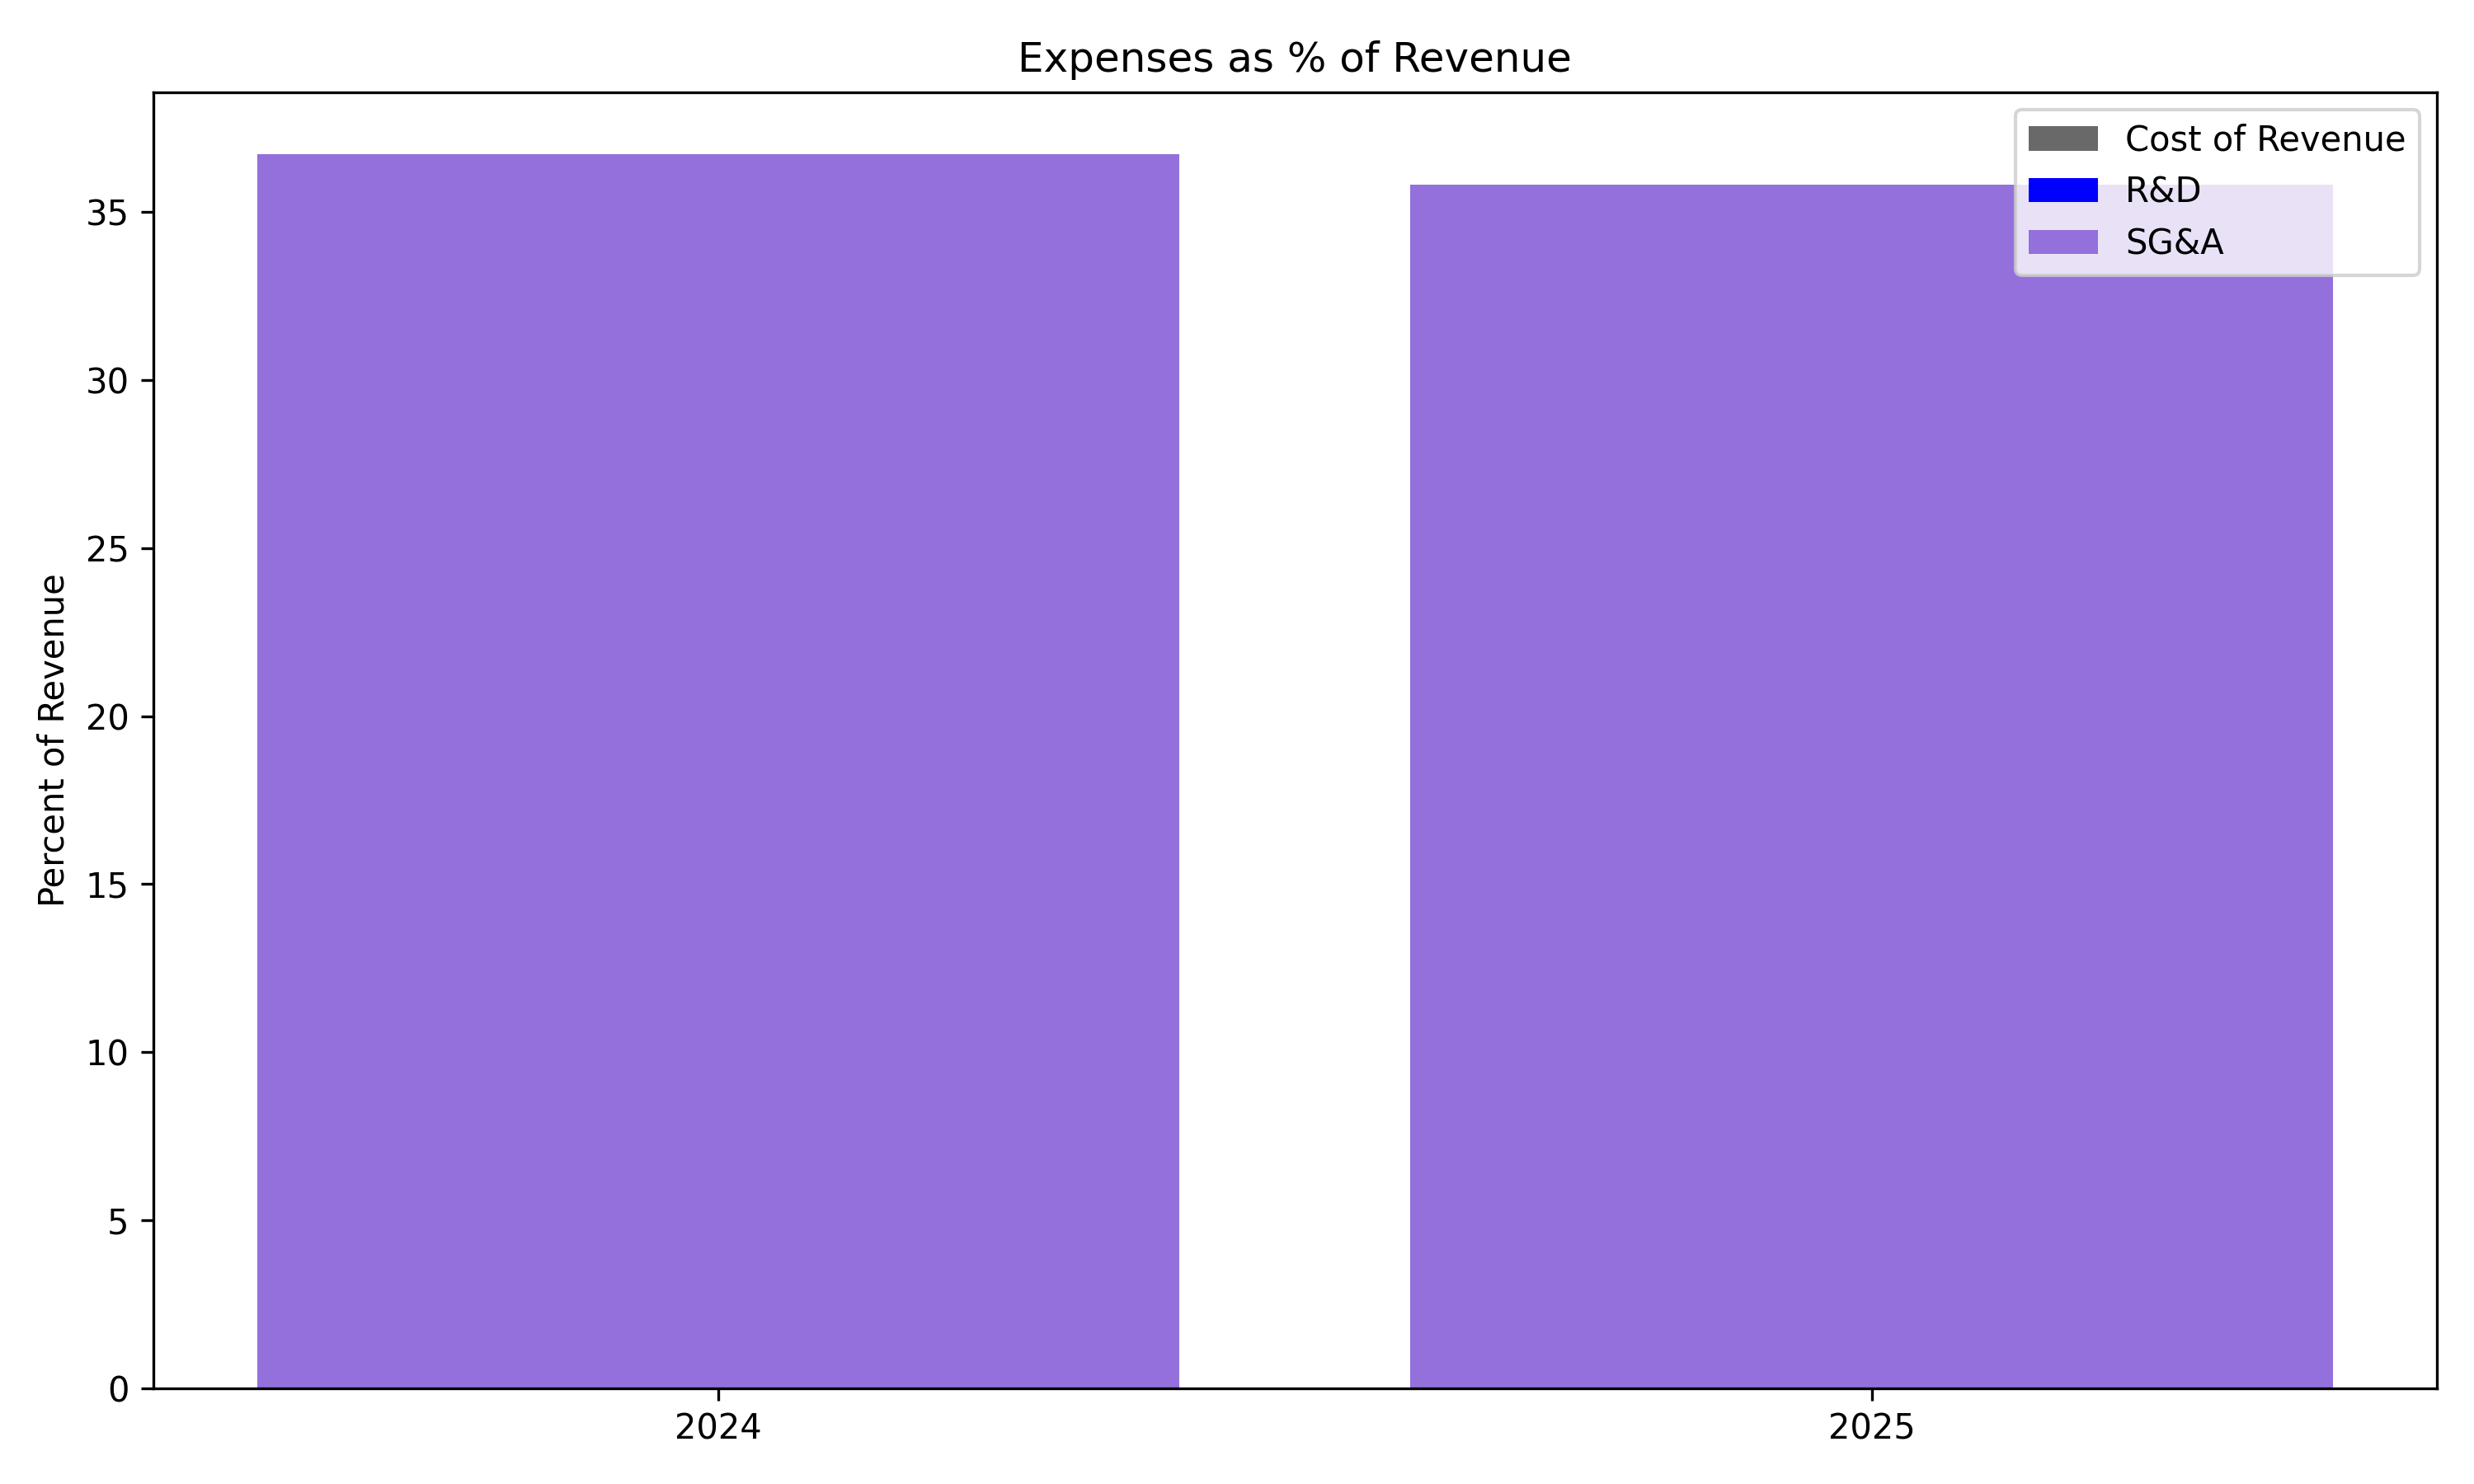 Expenses as % of Revenue
Cost of Revenue
R&D
SG&A
Percent of Revenue
35
30
25
20
15
10
5
0
2024
2025